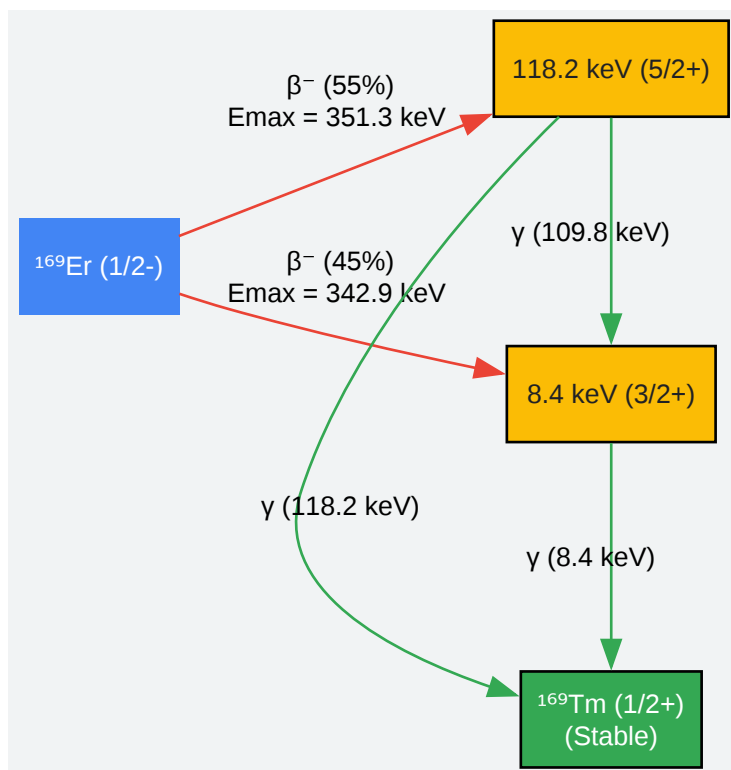 118.2 keV (5/2+)
β⁻ (55%)
Emax = 351.3 keV
γ (109.8 keV)
¹⁶⁹Er (1/2-)
β⁻ (45%)
Emax = 342.9 keV
8.4 keV (3/2+)
γ (118.2 keV)
γ (8.4 keV)
¹⁶⁹Tm (1/2+)
(Stable)